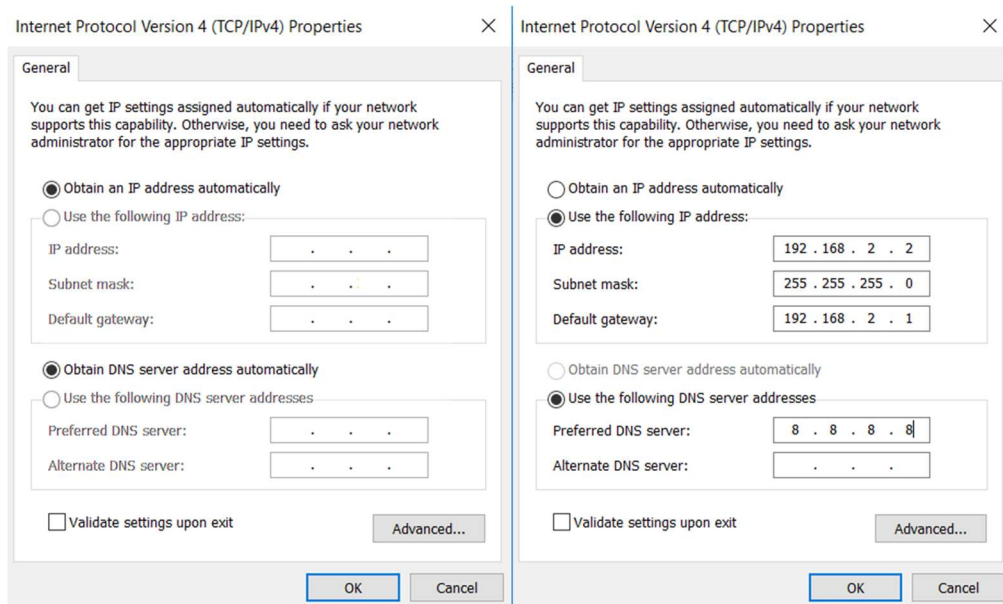 Internet Protocol Version 4 (TCP/IPv4) Properties
General
You can get IP settings assigned automatically if your network
supports this capability. Otherwise, you need to ask your network
administrator for the appropriate IP settings.
Obtain an IP address automatically
Use the following IP address:
IP address:
. . .
Subnet mask:
. . .
Default gateway:
. . .
Obtain DNS server address automatically
Use the following DNS server addresses
Preferred DNS server:
. . .
Alternate DNS server:
. . .
Validate settings upon exit
Advanced...
OK
Cancel
Internet Protocol Version 4 (TCP/IPv4) Properties
General
You can get IP settings assigned automatically if your network
supports this capability. Otherwise, you need to ask your network
administrator for the appropriate IP settings.
Obtain an IP address automatically
Use the following IP address:
IP address:
192 . 168 . 2 . 2
Subnet mask:
255 . 255 . 255 . 0
Default gateway:
192 . 168 . 2 . 1
Obtain DNS server address automatically
Use the following DNS server addresses
Preferred DNS server:
8 . 8 . 8 . 8
Alternate DNS server:
. . .
Validate settings upon exit
Advanced...
OK
Cancel